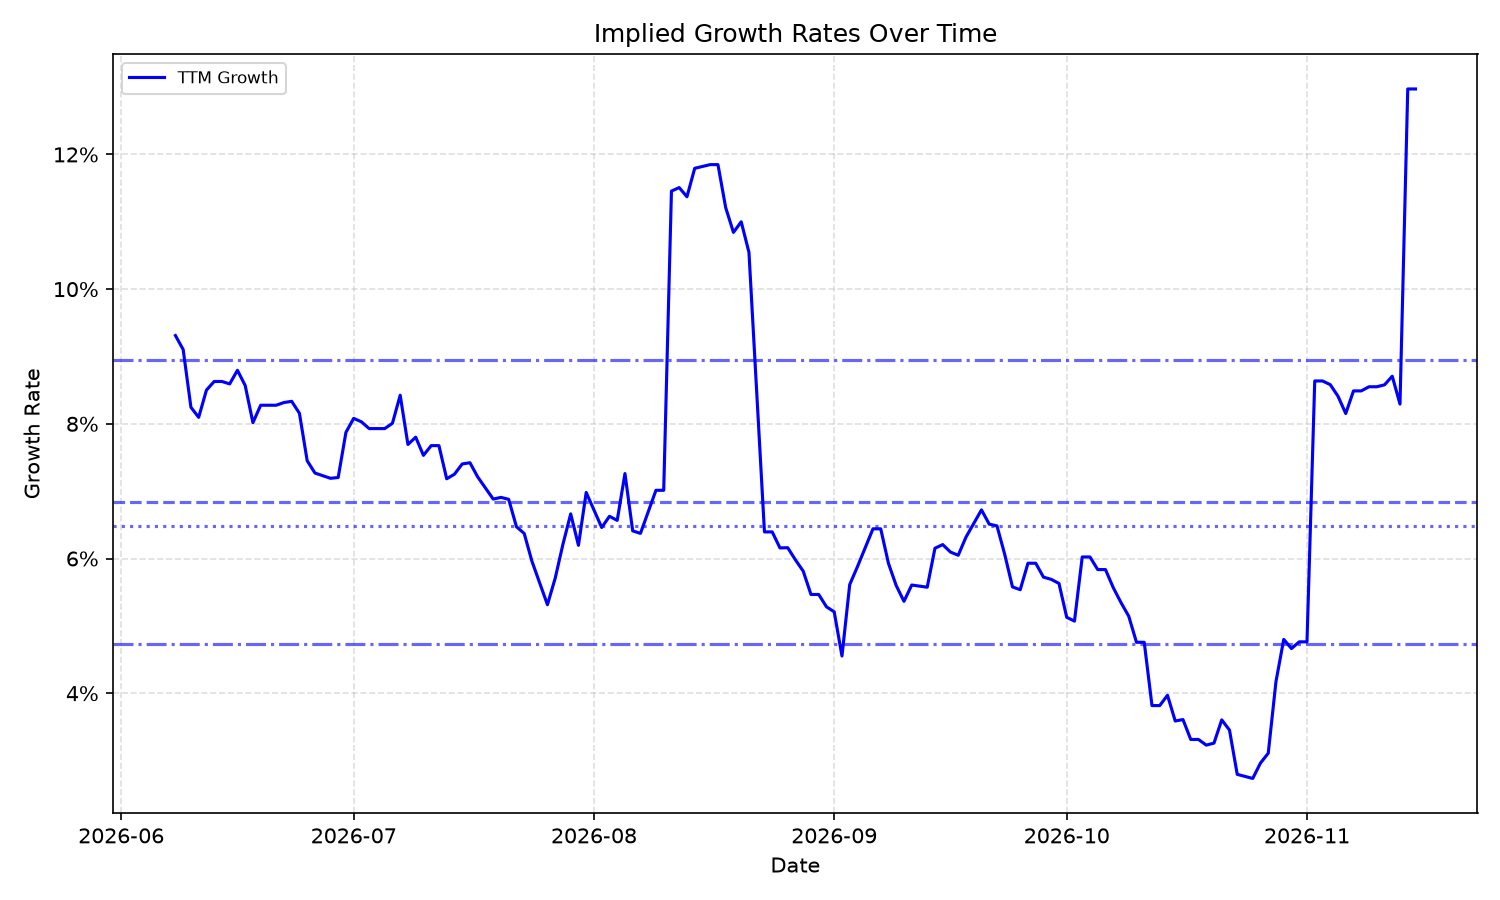 Implied Growth Rates Over Time
TTM Growth
12%
10%
8%
6%
4%
Growth Rate
2026-06
2026-07
2026-08
2026-09
2026-10
2026-11
Date